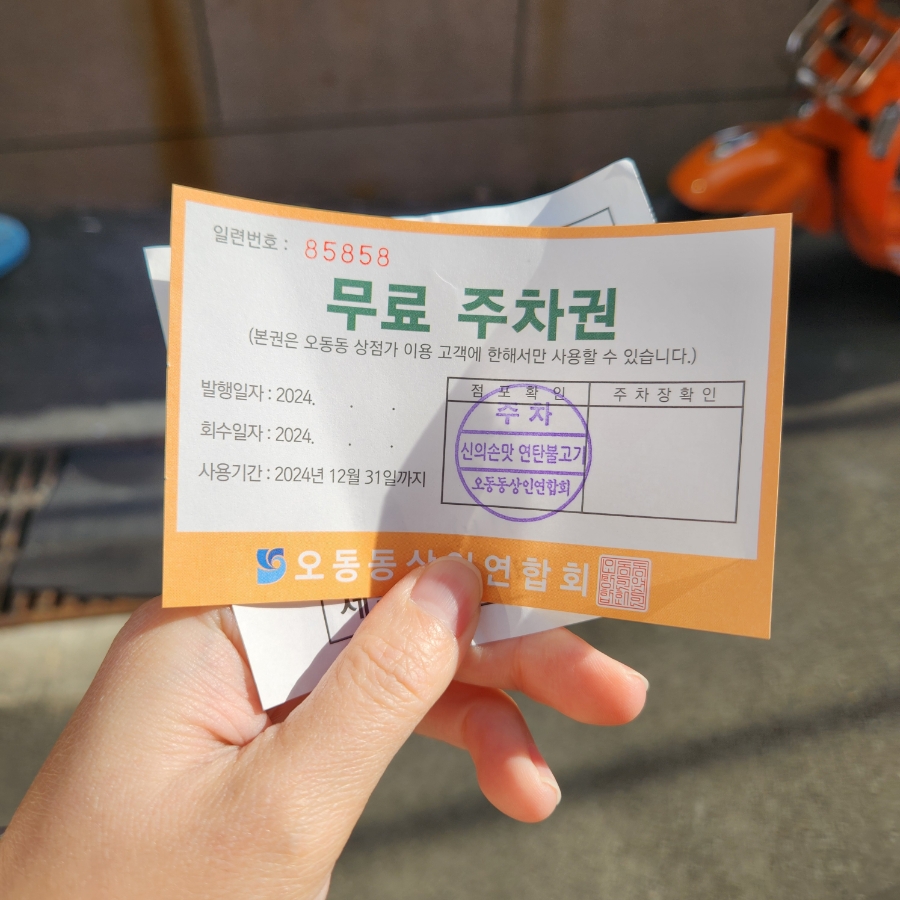 일련번호 : 85858
무료 주차권
(본권은 오동동 상점가 이용 고객에 한해서만 사용할 수 있습니다.)
발행일자 : 2024. . .
회수일자 : 2024. . .
사용기간 : 2024년 12월 31일까지
점포확인
주차장확인
주차
신의손맛 연탄불고기
오동동상인연합회
오동동상인연합회